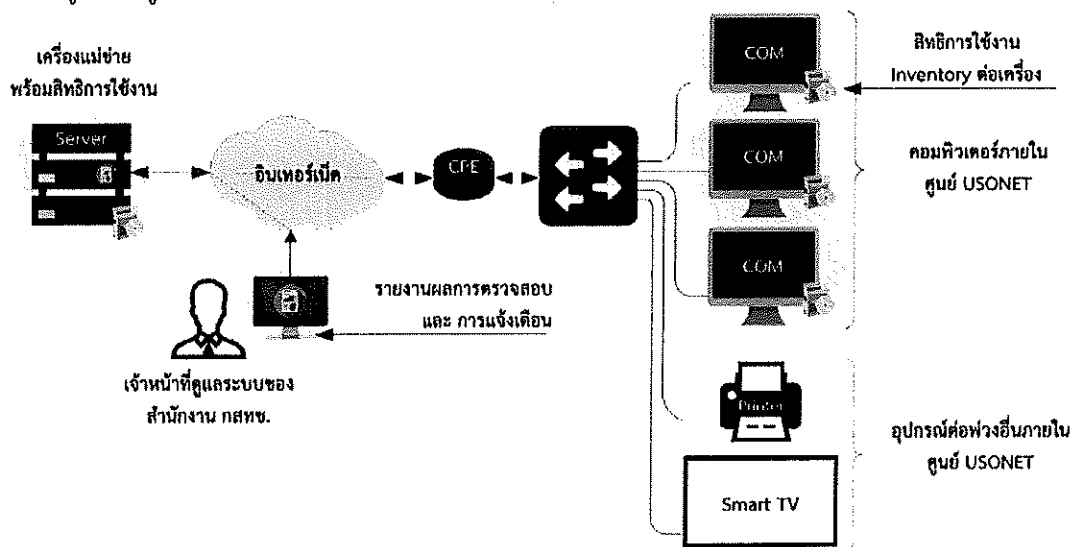 เครื่องแม่ข่าย
พร้อมสิทธิการใช้งาน
Server
อินเทอร์เน็ต
CPE
COM
COM
COM
สิทธิการใช้งาน
Inventory ต่อเครื่อง
คอมพิวเตอร์ภายใน
ศูนย์ USONET
รายงานผลการตรวจสอบ
และ การแจ้งเตือน
เจ้าหน้าที่ดูแลระบบของ
สำนักงาน กสทช.
Printer
Smart TV
อุปกรณ์ต่อพ่วงอื่นภายใน
ศูนย์ USONET